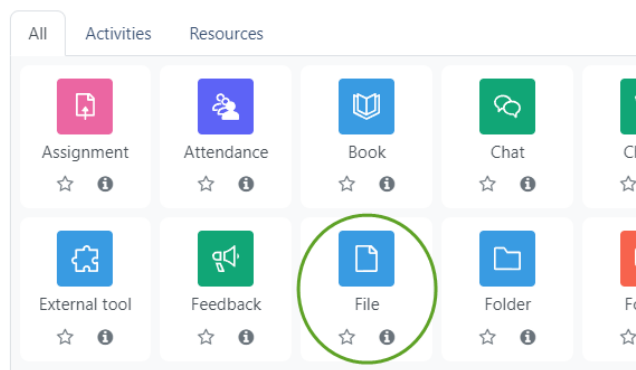 All Activities Resources
Assignment Attendance Book Chat
External tool Feedback File Folder